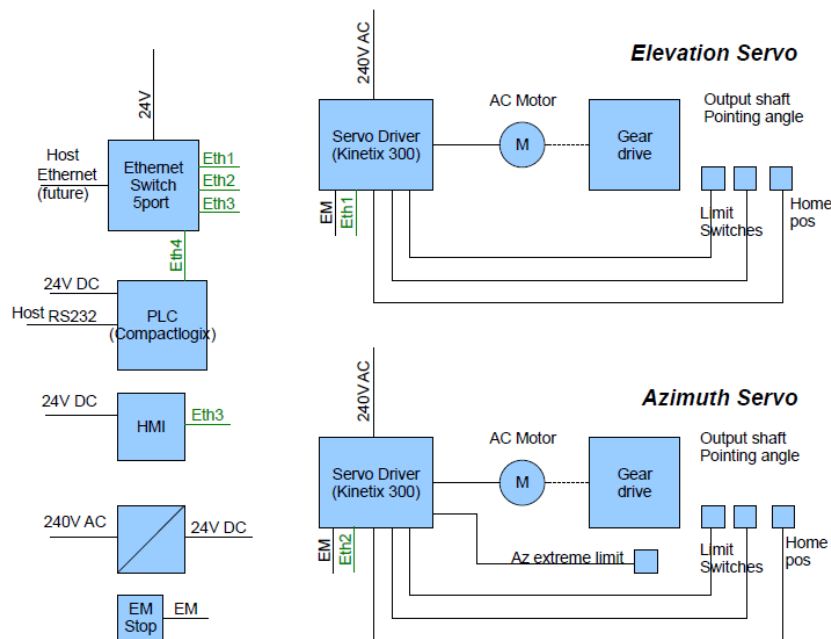 24V
Host
Ethernet
(future)
Ethernet
Switch
5port
Eth1
Eth2
Eth3
Eth4
24V DC
Host RS232
PLC
(Compactlogix)
24V DC
HMI
Eth3
240V AC
24V DC
EM
Stop
EM
Elevation Servo
240V AC
Servo Driver
(Kinetix 300)
AC Motor
M
Gear
drive
Output shaft
Pointing angle
EM
Eth1
Limit
Switches
Home
pos
Azimuth Servo
240V AC
Servo Driver
(Kinetix 300)
AC Motor
M
Gear
drive
Output shaft
Pointing angle
EM
Eth2
Az extreme limit
Limit
Switches
Home
pos